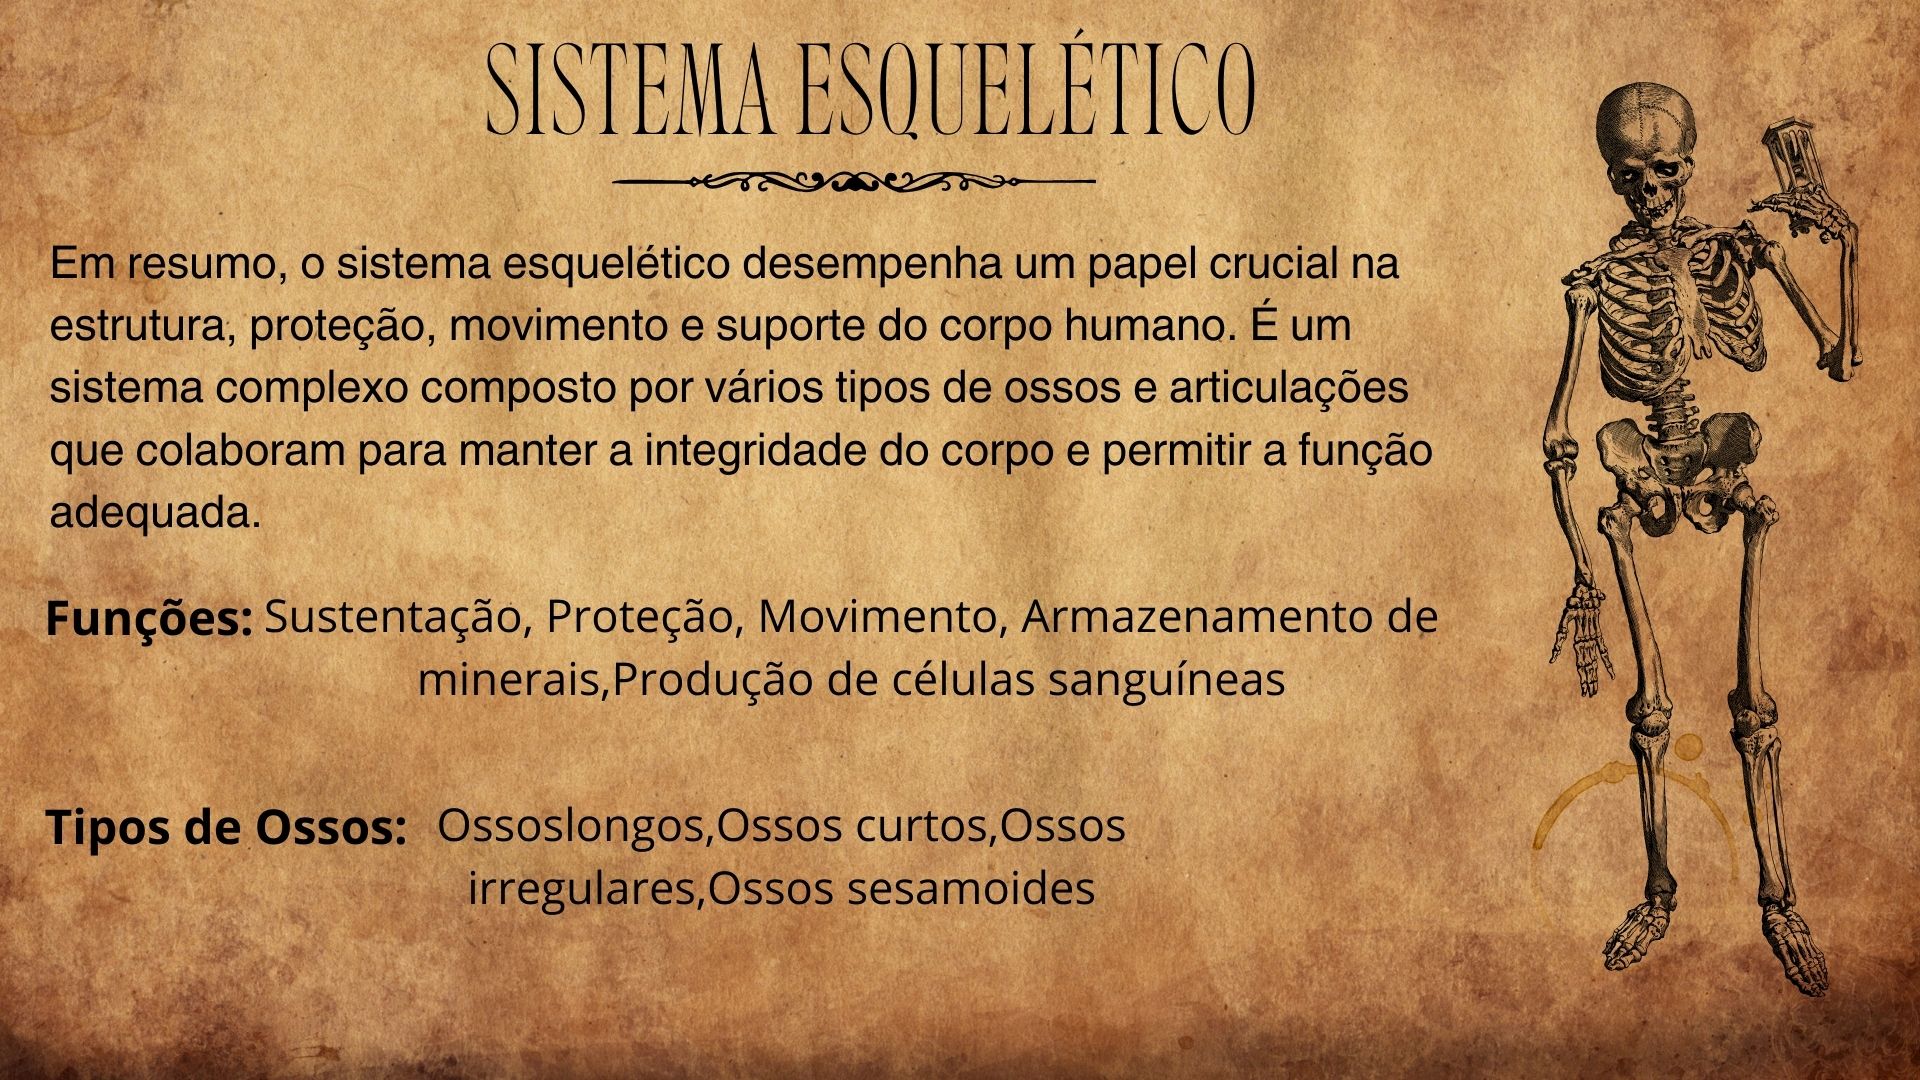 SISTEMA ESQUELÉTICO
Em resumo, o sistema esquelético desempenha um papel crucial na
estrutura, proteção, movimento e suporte do corpo humano. É um
sistema complexo composto por vários tipos de ossos e articulações
que colaboram para manter a integridade do corpo e permitir a função
adequada.
Funções: Sustentação, Proteção, Movimento, Armazenamento de
minerais,Produção de células sanguíneas
Tipos de Ossos: Ossoslongos,Ossos curtos,Ossos
irregulares,Ossos sesamoides